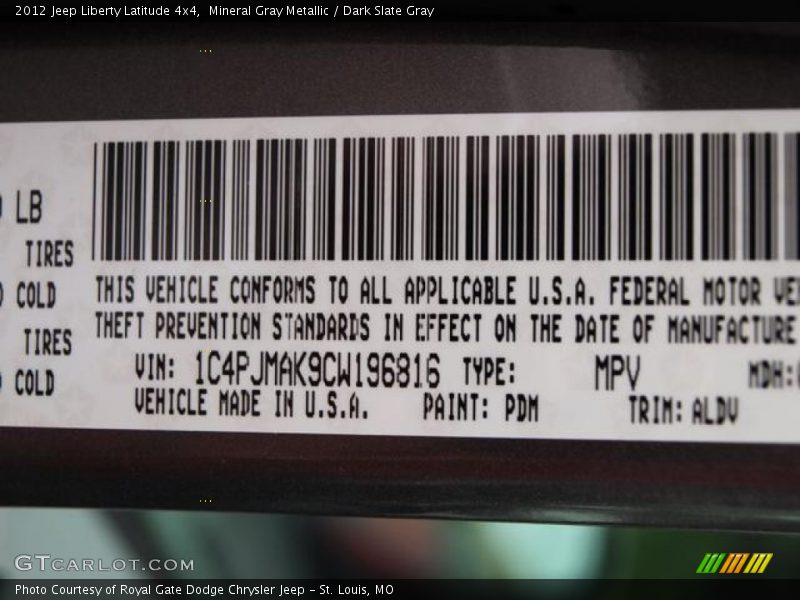 2012 Jeep Liberty Latitude 4x4,  Mineral Gray Metallic / Dark Slate Gray
LB
TIRES
COLD
TIRES
COLD
THIS VEHICLE CONFORMS TO ALL APPLICABLE U.S.A. FEDERAL MOTOR
THEFT PREVENTION STANDARDS IN EFFECT ON THE DATE OF MANUFACTURE
VIN: 1C4PJMAK9CW196816 TYPE: MPV MDH:
VEHICLE MADE IN U.S.A. PAINT: PDM TRIM: ALDV
GTCARLOT.COM
Photo Courtesy of Royal Gate Dodge Chrysler Jeep - St. Louis, MO